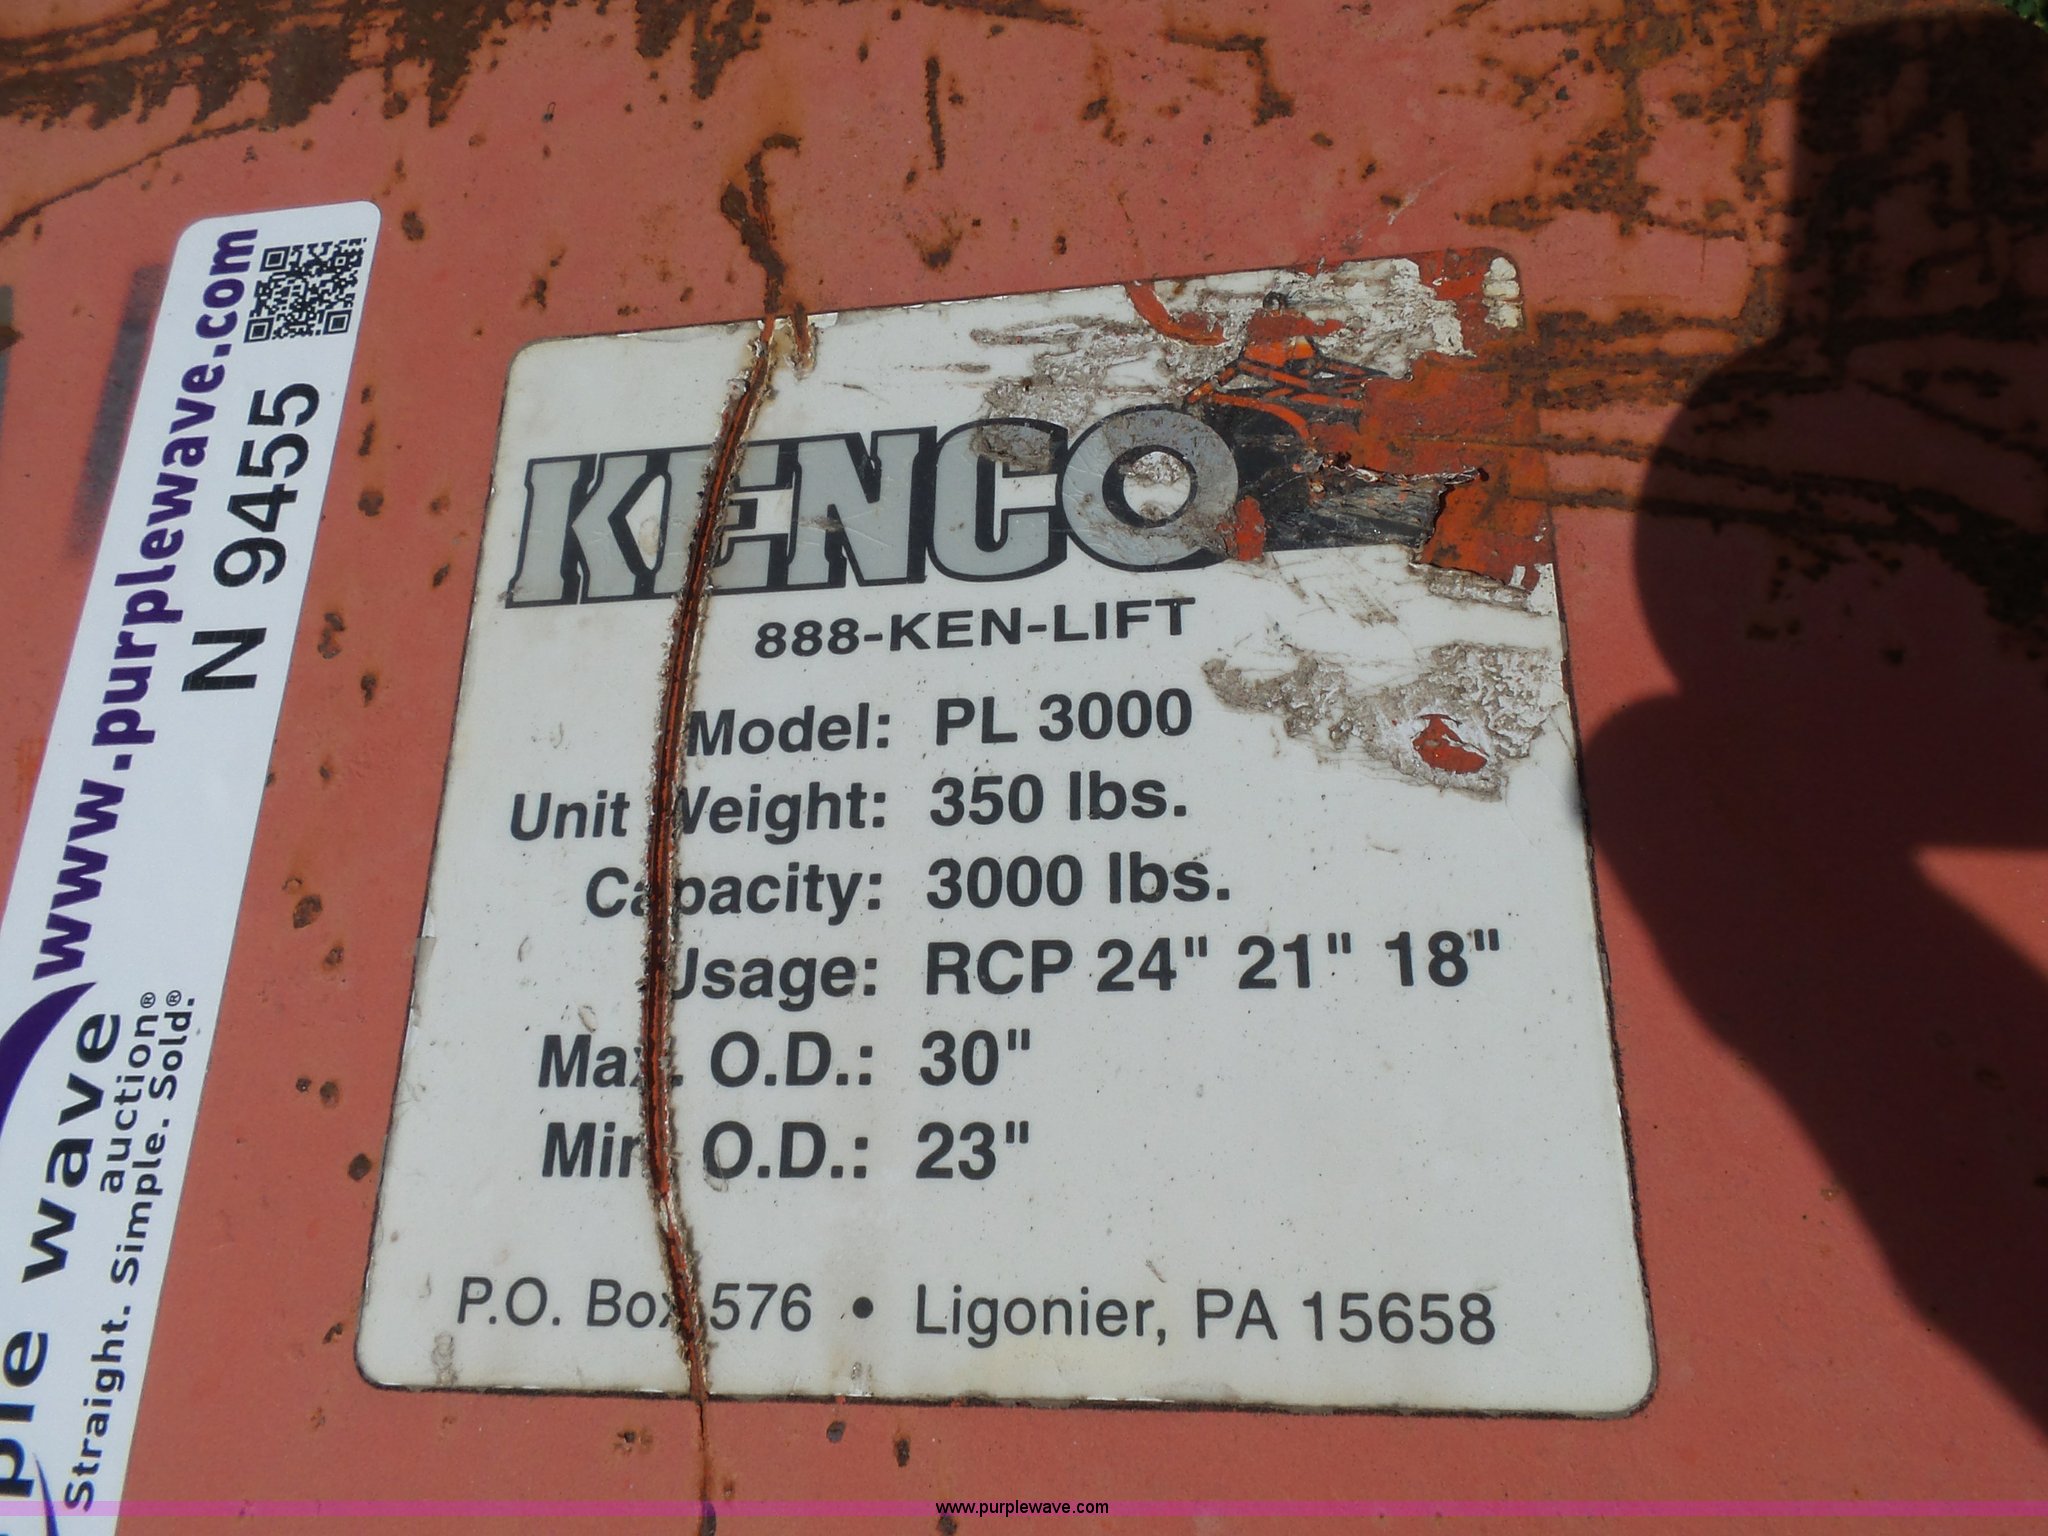 www.purplewave.com
N 9455
wave
auction®
Straight. Simple. Sold.®
KENCO
888-KEN-LIFT
Model: PL 3000
Unit Weight: 350 lbs.
Capacity: 3000 lbs.
Usage: RCP 24" 21" 18"
Max. O.D.: 30"
Min. O.D.: 23"
P.O. Box 576 • Ligonier, PA 15658
www.purplewave.com